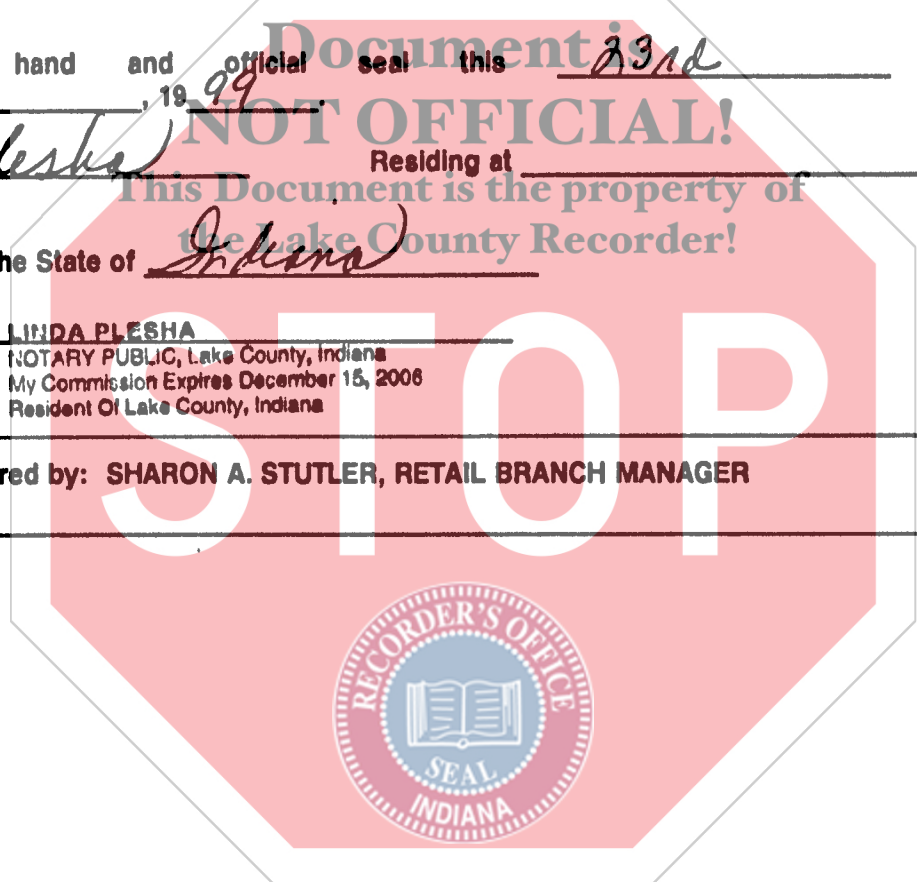 Document is
hand and official seal this 23rd
, 19 99.
NOT OFFICIAL!
lesha Residing at
This Document is the property of
the Lake County Recorder!
he State of Indiana
LINDA PLESHA
NOTARY PUBLIC, Lake County, Indiana
My Commission Expires December 15, 2006
Resident Of Lake County, Indiana
red by: SHARON A. STUTLER, RETAIL BRANCH MANAGER
STOP
RECORDER'S OFFICE
SEAL
INDIANA